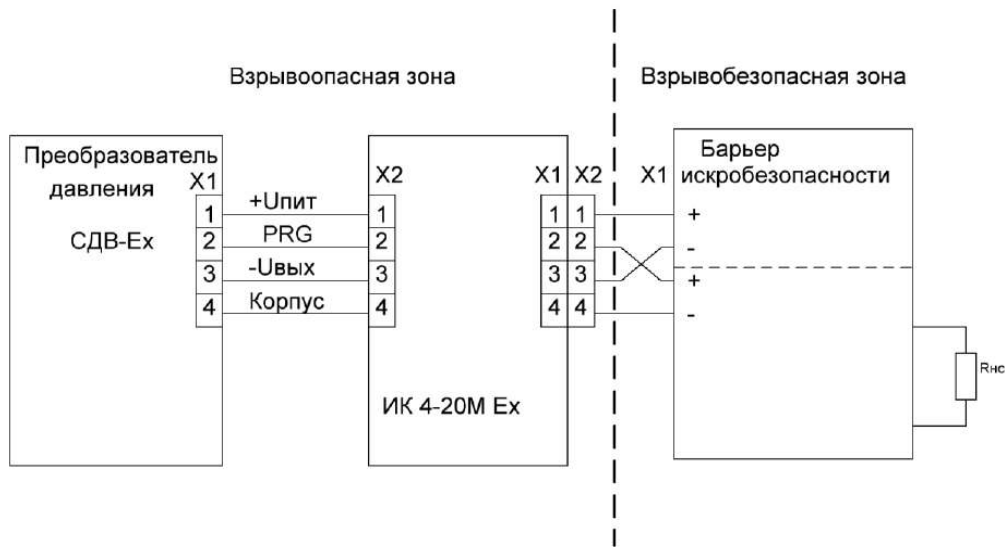 Взрывоопасная зона
Взрывобезопасная зона
Преобразователь
давления
СДВ-Ех
X1
1
2
3
4
+Uпит
PRG
-Uвых
Корпус
X2
1
2
3
4
ИК 4-20М Ех
X1 X2
1 1
2 2
3 3
4 4
X1
Барьер
искробезопасности
+
-
+
-
Rнс